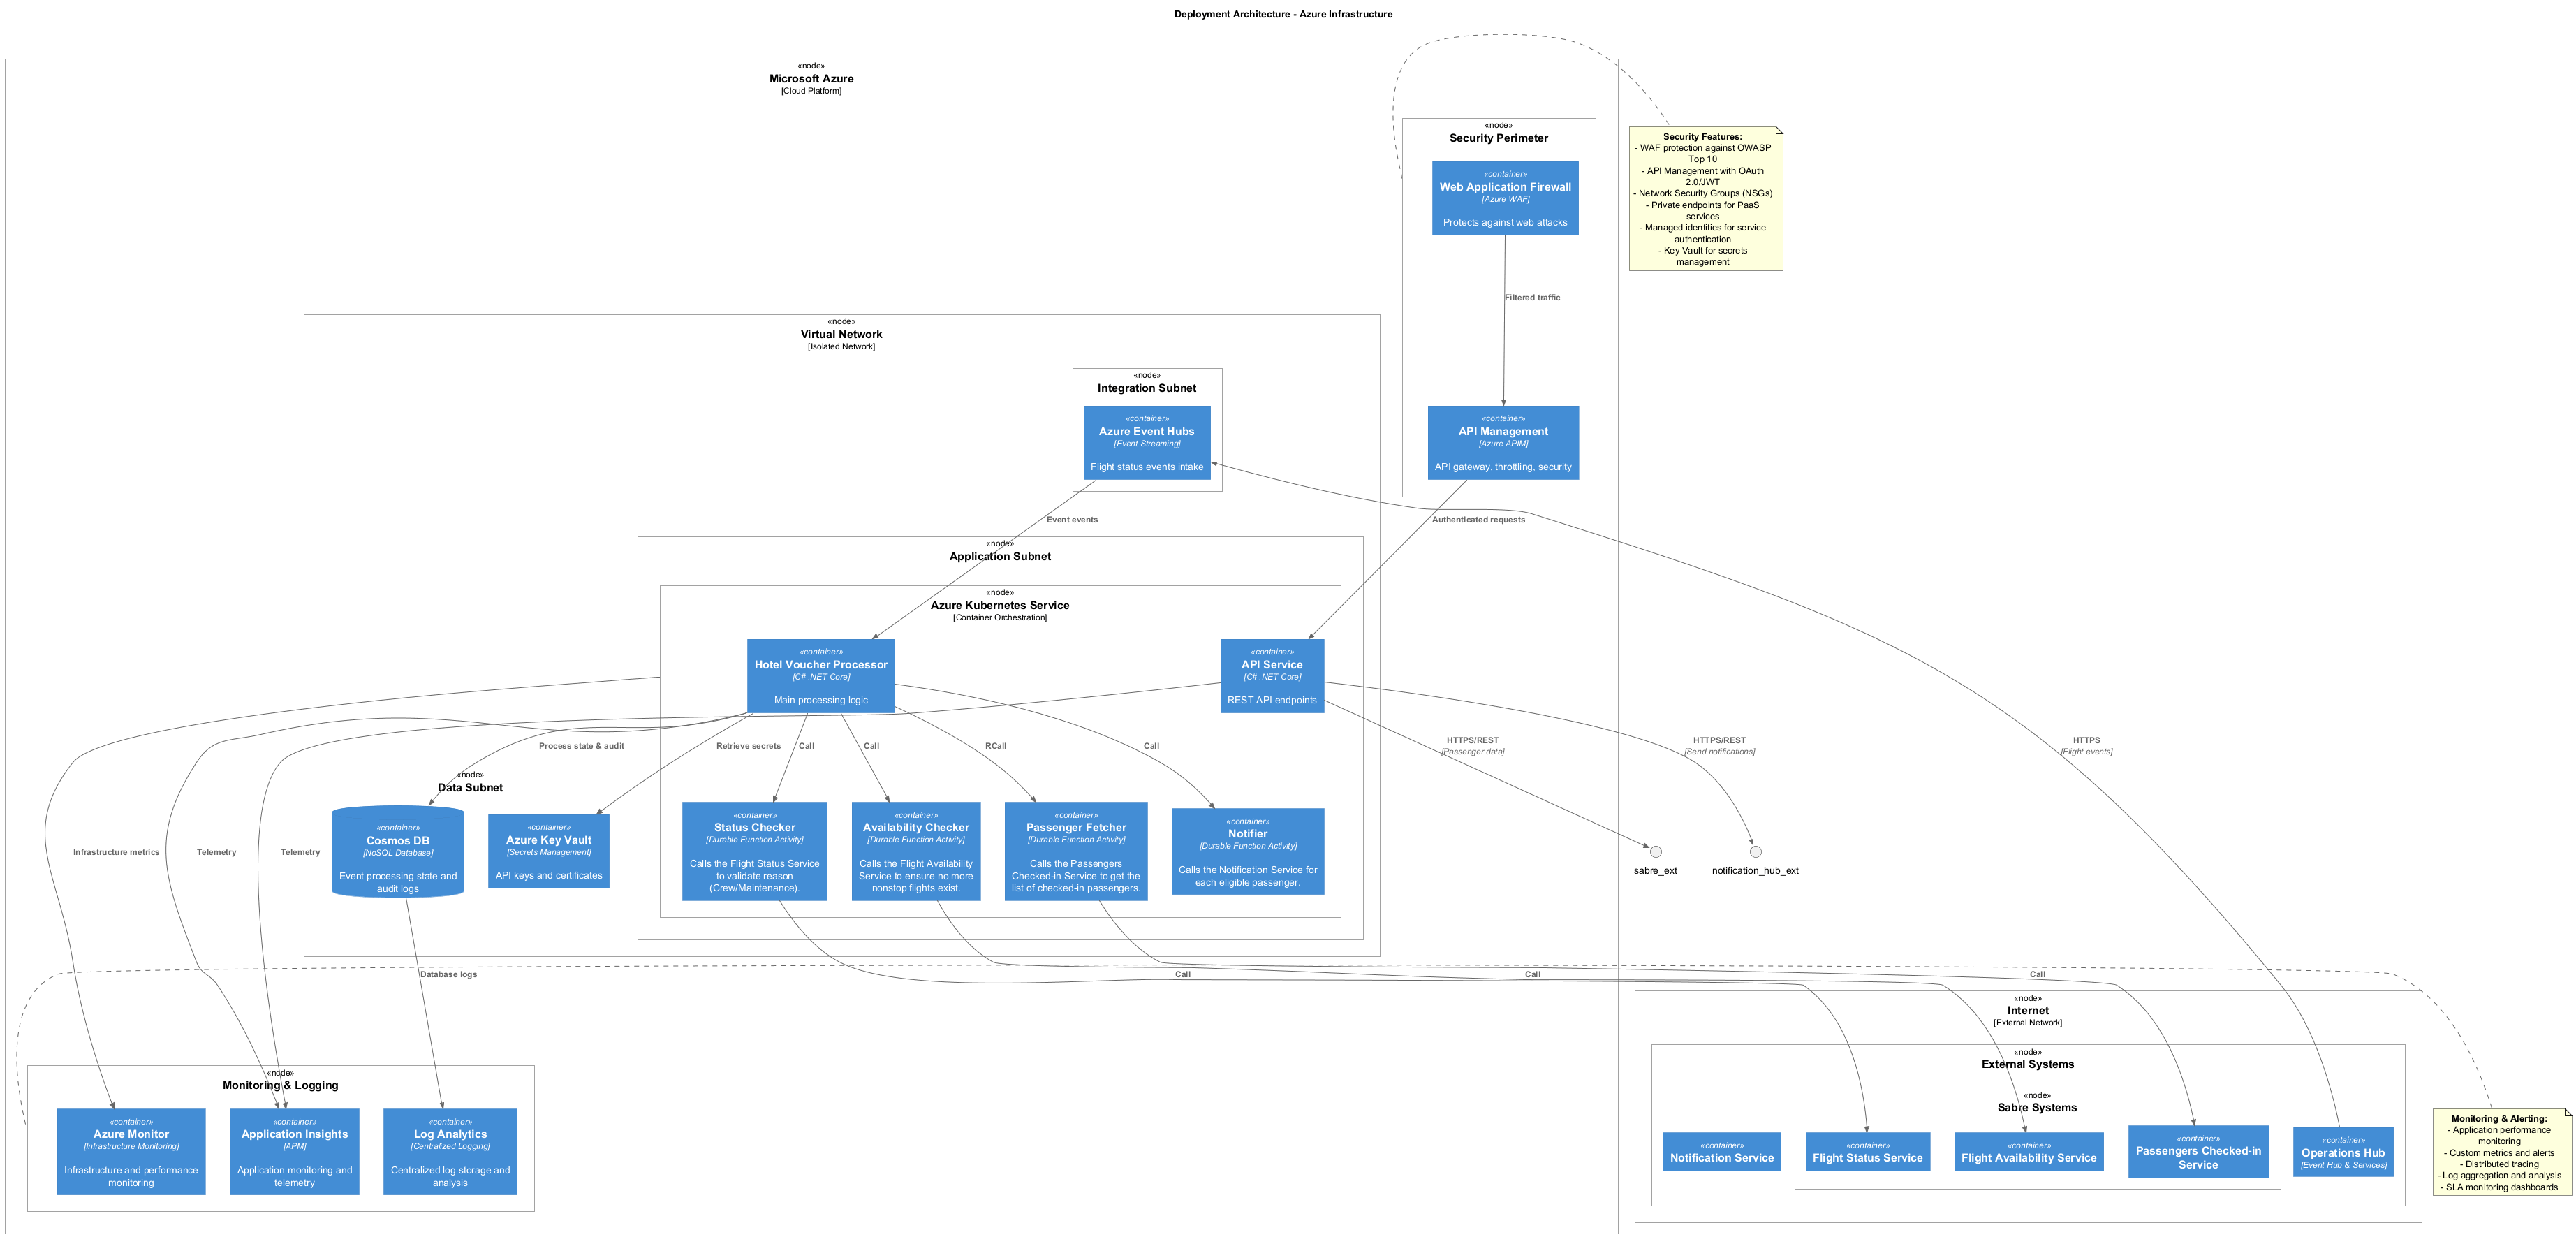 Deployment Architecture - Azure Infrastructure
«node»
Microsoft Azure
[Cloud Platform]
«node»
Security Perimeter
«container»
Web Application Firewall
[Azure WAF]
Protects against web attacks
Security Features:
- WAF protection against OWASP
Top 10
- API Management with OAuth
2.0/JWT
- Network Security Groups (NSGs)
- Private endpoints for PaaS
services
- Managed identities for service
authentication
- Key Vault for secrets
management
Filtered traffic
«container»
API Management
[Azure APIM]
API gateway, throttling, security
«node»
Virtual Network
[Isolated Network]
«node»
Integration Subnet
«container»
Azure Event Hubs
[Event Streaming]
Flight status events intake
Event events
Authenticated requests
«node»
Application Subnet
«node»
Azure Kubernetes Service
[Container Orchestration]
«container»
Hotel Voucher Processor
[C# .NET Core]
Main processing logic
«container»
API Service
[C# .NET Core]
REST API endpoints
Process state & audit
Retrieve secrets
Call
Call
RCall
Call
HTTPS/REST
[Passenger data]
HTTPS/REST
[Send notifications]
HTTPS
[Flight events]
«node»
Data Subnet
«container»
Cosmos DB
[NoSQL Database]
Event processing state and
audit logs
«container»
Azure Key Vault
[Secrets Management]
API keys and certificates
«container»
Status Checker
[Durable Function Activity]
Calls the Flight Status Service
to validate reason
(Crew/Maintenance).
«container»
Availability Checker
[Durable Function Activity]
Calls the Flight Availability
Service to ensure no more
nonstop flights exist.
«container»
Passenger Fetcher
[Durable Function Activity]
Calls the Passengers
Checked-in Service to get the
list of checked-in passengers.
«container»
Notifier
[Durable Function Activity]
Calls the Notification Service for
each eligible passenger.
sabre_ext
notification_hub_ext
Infrastructure metrics
Telemetry
Telemetry
Database logs
Call
Call
Call
«node»
Monitoring & Logging
«container»
Azure Monitor
[Infrastructure Monitoring]
Infrastructure and performance
monitoring
«container»
Application Insights
[APM]
Application monitoring and
telemetry
«container»
Log Analytics
[Centralized Logging]
Centralized log storage and
analysis
«node»
Internet
[External Network]
«node»
External Systems
«node»
Sabre Systems
«container»
Notification Service
«container»
Flight Status Service
«container»
Flight Availability Service
«container»
Passengers Checked-in
Service
«container»
Operations Hub
[Event Hub & Services]
Monitoring & Alerting:
- Application performance
monitoring
- Custom metrics and alerts
- Distributed tracing
- Log aggregation and analysis
- SLA monitoring dashboards